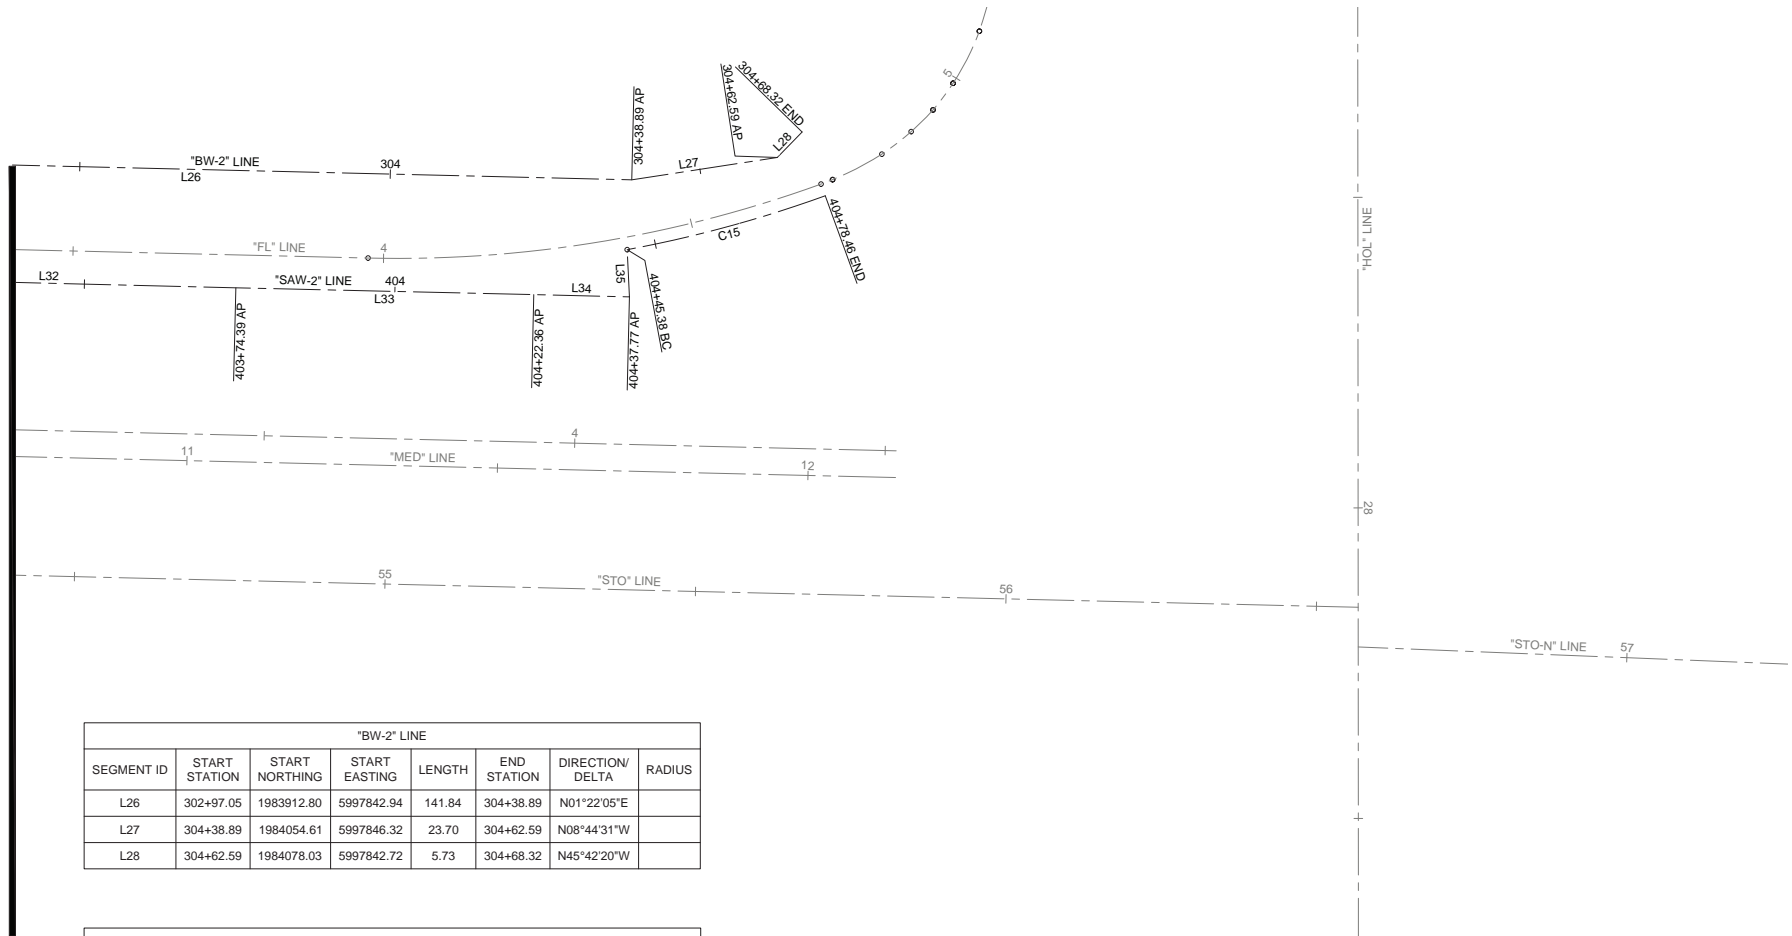 5
304+38.89 AP
304+62.59 AP
304+68.32 END
L28
"BW-2" LINE
304
L27
L26
"HOL" LINE
404+78.46 END
C15
"FL" LINE
4
L32
"SAW-2" LINE
404
L33
L34
L35
404+45.38 BC
403+74.39 AP
404+22.36 AP
404+37.77 AP
4
11
"MED" LINE
12
28
55
"STO" LINE
56
"STO-N" LINE
57
"BW-2" LINE
SEGMENT ID START STATION START NORTHING START EASTING LENGTH END STATION DIRECTION/ DELTA RADIUS
L26 302+97.05 1983912.80 5997842.94 141.84 304+38.89 N01°22'05"E
L27 304+38.89 1984054.61 5997846.32 23.70 304+62.59 N08°44'31"W
L28 304+62.59 1984078.03 5997842.72 5.73 304+68.32 N45°42'20"W